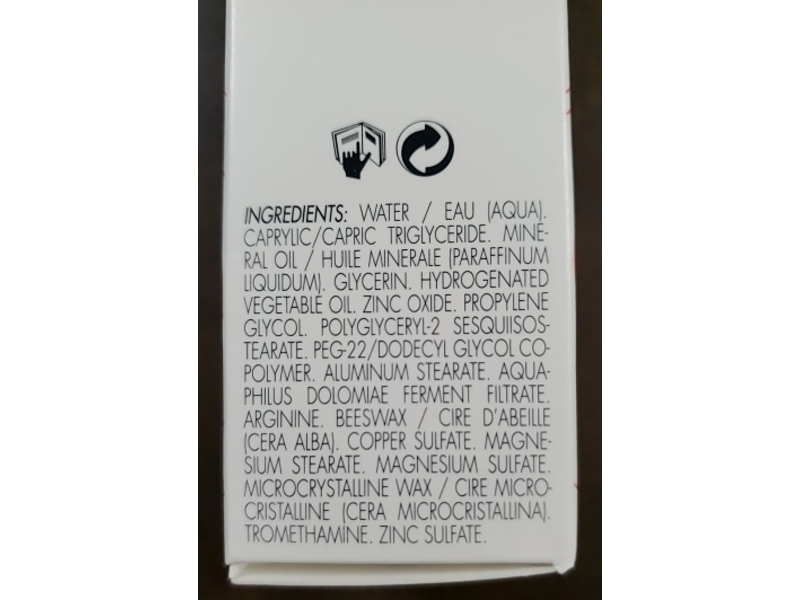 INGREDIENTS: WATER / EAU (AQUA).
CAPRYLIC/CAPRIC TRIGLYCERIDE. MINE-
RAL OIL / HUILE MINERALE (PARAFFINUM
LIQUIDUM). GLYCERIN. HYDROGENATED
VEGETABLE OIL. ZINC OXIDE. PROPYLENE
GLYCOL. POLYGLYCERYL-2 SESQUIISOS-
TEARATE. PEG-22/DODECYL GLYCOL CO-
POLYMER. ALUMINUM STEARATE. AQUA-
PHILUS DOLOMIAE FERMENT FILTRATE.
ARGININE. BEESWAX / CIRE D'ABEILLE
(CERA ALBA). COPPER SULFATE. MAGNE-
SIUM STEARATE. MAGNESIUM SULFATE.
MICROCRYSTALLINE WAX / CIRE MICRO-
CRISTALLINE (CERA MICROCRISTALLINA).
TROMETHAMINE. ZINC SULFATE.